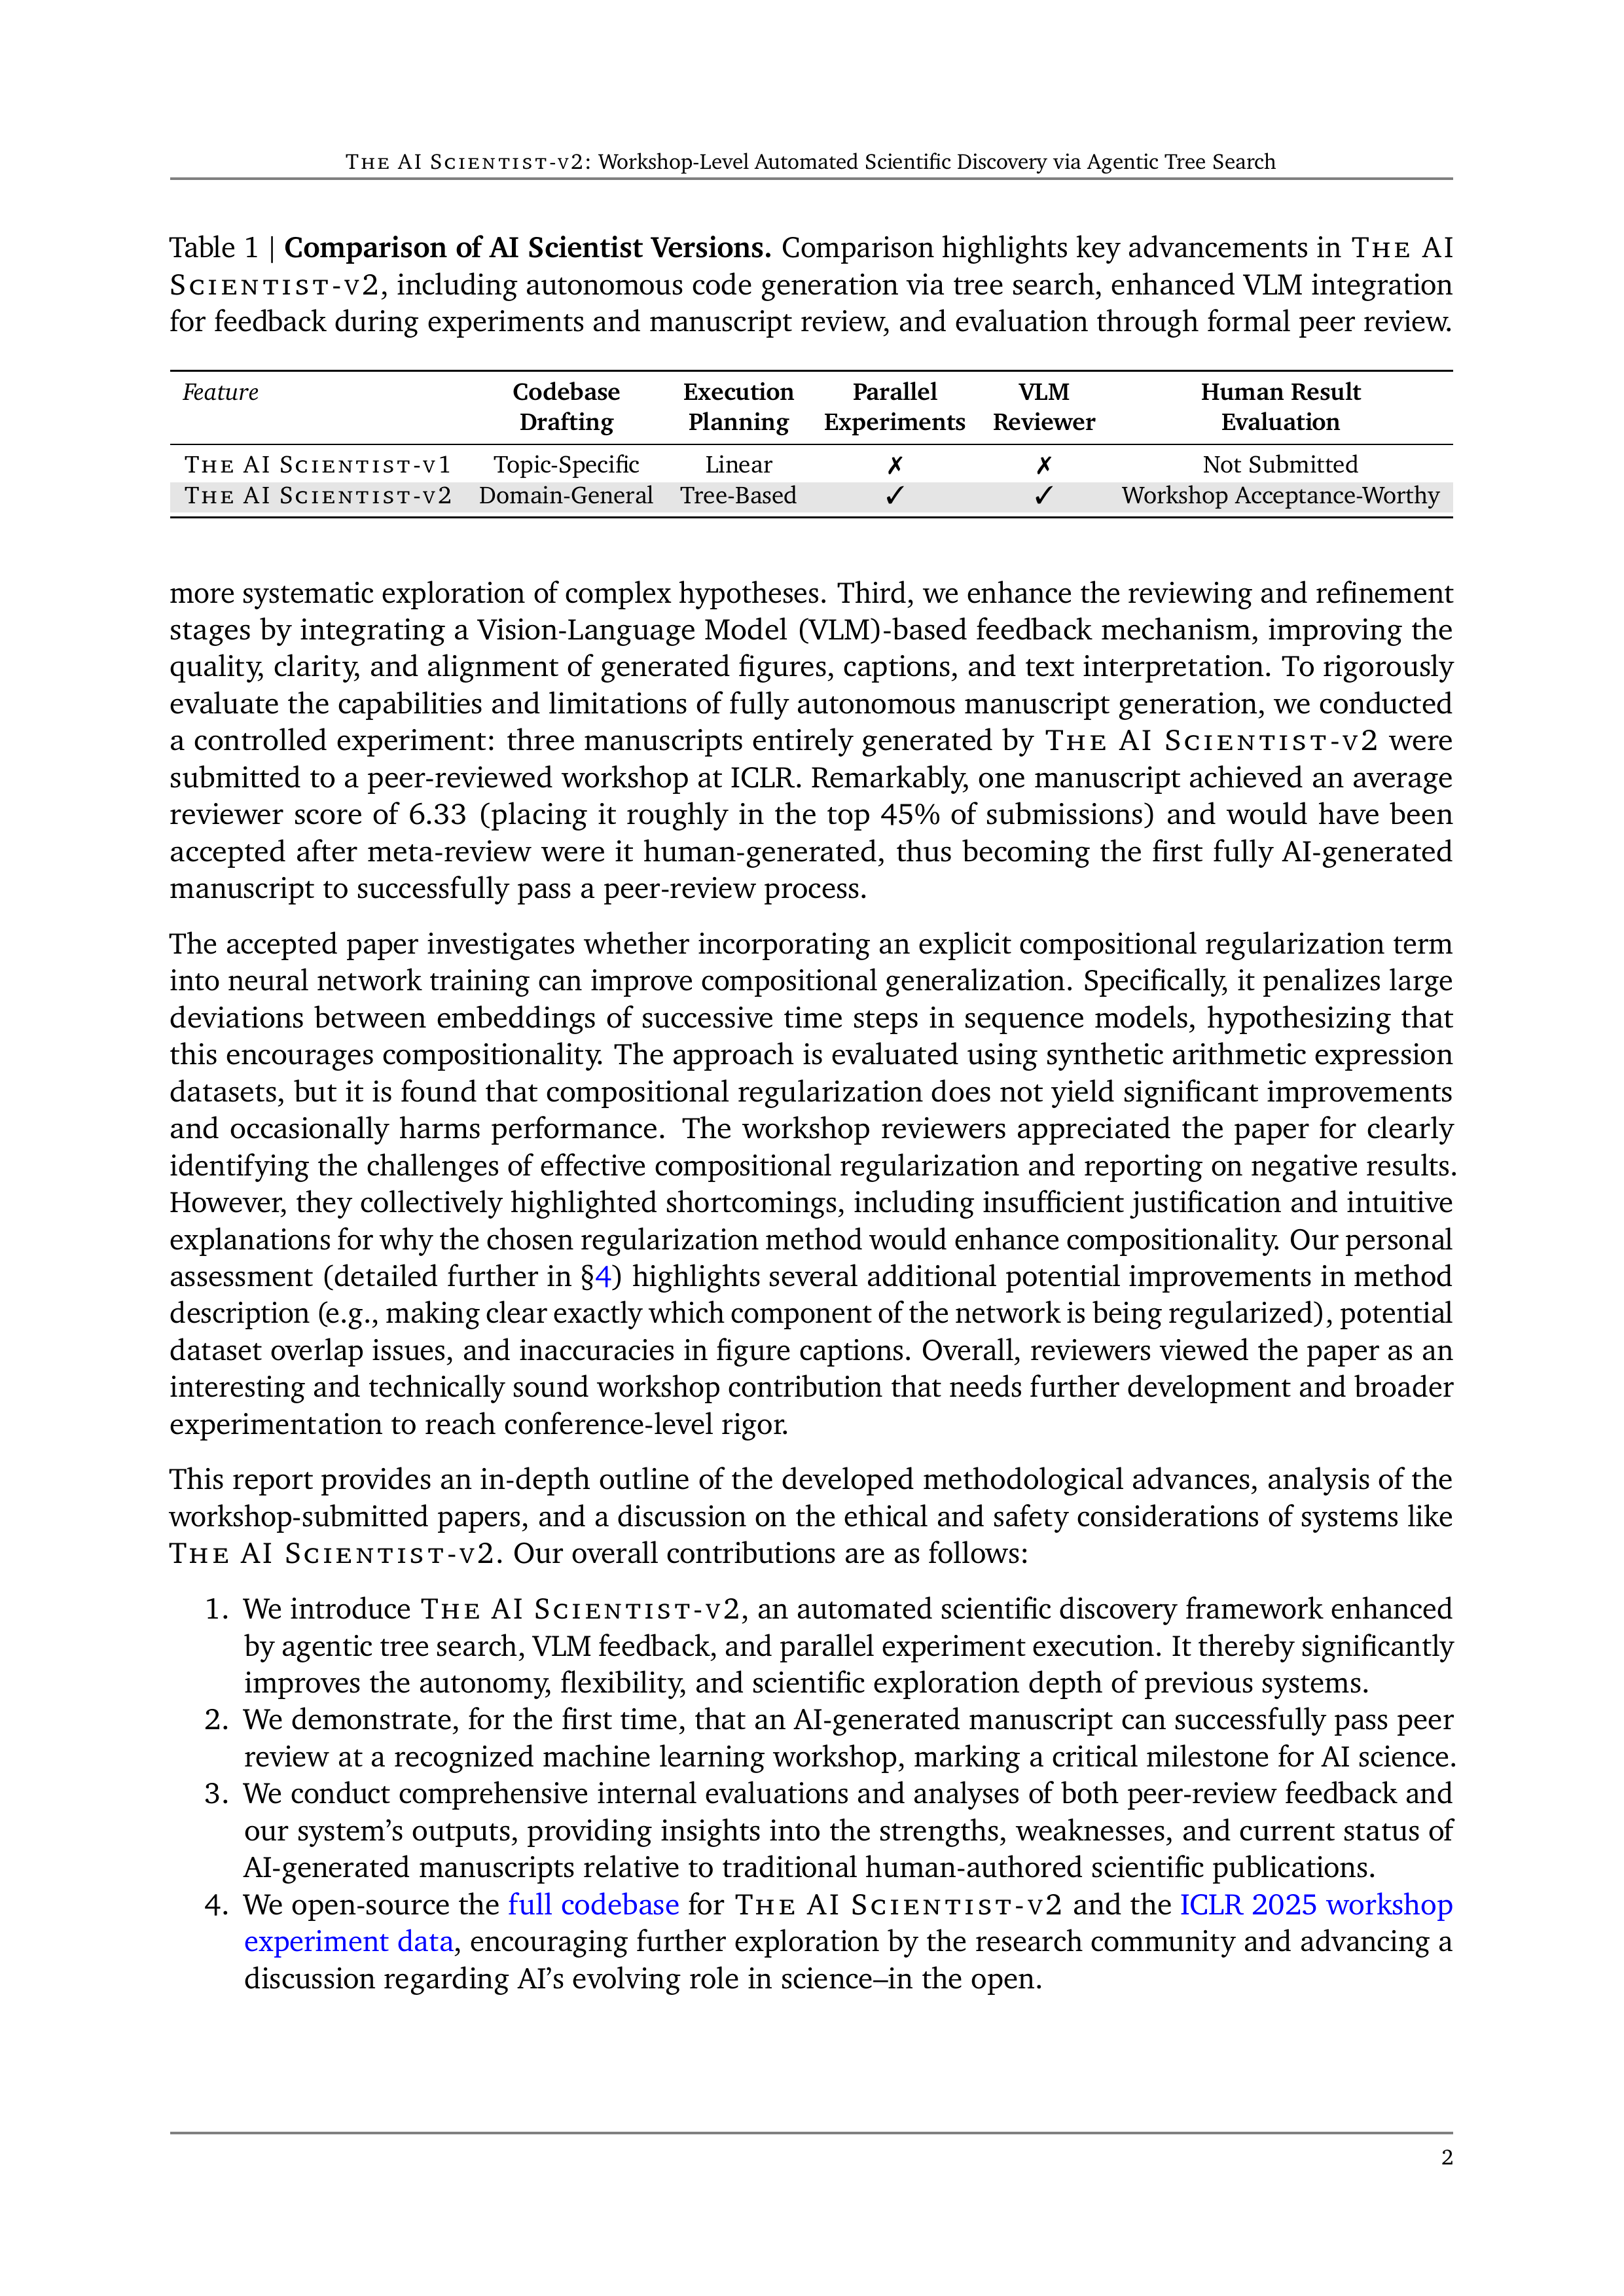 THE AI SCIENTIST-V2: Workshop-Level Automated Scientific Discovery via Agentic Tree Search
Table 1 | Comparison of AI Scientist Versions. Comparison highlights key advancements in THE AI
SCIENTIST-V2, including autonomous code generation via tree search, enhanced VLM integration
for feedback during experiments and manuscript review, and evaluation through formal peer review.
Feature Codebase Execution Parallel VLM Human Result
Drafting Planning Experiments Reviewer Evaluation
THE AI SCIENTIST-V1 Topic-Specific Linear ✗ ✗ Not Submitted
THE AI SCIENTIST-V2 Domain-General Tree-Based ✓ ✓ Workshop Acceptance-Worthy
more systematic exploration of complex hypotheses. Third, we enhance the reviewing and refinement
stages by integrating a Vision-Language Model (VLM)-based feedback mechanism, improving the
quality, clarity, and alignment of generated figures, captions, and text interpretation. To rigorously
evaluate the capabilities and limitations of fully autonomous manuscript generation, we conducted
a controlled experiment: three manuscripts entirely generated by THE AI SCIENTIST-V2 were
submitted to a peer-reviewed workshop at ICLR. Remarkably, one manuscript achieved an average
reviewer score of 6.33 (placing it roughly in the top 45% of submissions) and would have been
accepted after meta-review were it human-generated, thus becoming the first fully AI-generated
manuscript to successfully pass a peer-review process.
The accepted paper investigates whether incorporating an explicit compositional regularization term
into neural network training can improve compositional generalization. Specifically, it penalizes large
deviations between embeddings of successive time steps in sequence models, hypothesizing that
this encourages compositionality. The approach is evaluated using synthetic arithmetic expression
datasets, but it is found that compositional regularization does not yield significant improvements
and occasionally harms performance. The workshop reviewers appreciated the paper for clearly
identifying the challenges of effective compositional regularization and reporting on negative results.
However, they collectively highlighted shortcomings, including insufficient justification and intuitive
explanations for why the chosen regularization method would enhance compositionality. Our personal
assessment (detailed further in §4) highlights several additional potential improvements in method
description (e.g., making clear exactly which component of the network is being regularized), potential
dataset overlap issues, and inaccuracies in figure captions. Overall, reviewers viewed the paper as an
interesting and technically sound workshop contribution that needs further development and broader
experimentation to reach conference-level rigor.
This report provides an in-depth outline of the developed methodological advances, analysis of the
workshop-submitted papers, and a discussion on the ethical and safety considerations of systems like
THE AI SCIENTIST-V2. Our overall contributions are as follows:
1. We introduce THE AI SCIENTIST-V2, an automated scientific discovery framework enhanced
by agentic tree search, VLM feedback, and parallel experiment execution. It thereby significantly
improves the autonomy, flexibility, and scientific exploration depth of previous systems.
2. We demonstrate, for the first time, that an AI-generated manuscript can successfully pass peer
review at a recognized machine learning workshop, marking a critical milestone for AI science.
3. We conduct comprehensive internal evaluations and analyses of both peer-review feedback and
our system's outputs, providing insights into the strengths, weaknesses, and current status of
AI-generated manuscripts relative to traditional human-authored scientific publications.
4. We open-source the full codebase for THE AI SCIENTIST-V2 and the ICLR 2025 workshop
experiment data, encouraging further exploration by the research community and advancing a
discussion regarding AI's evolving role in science–in the open.
2